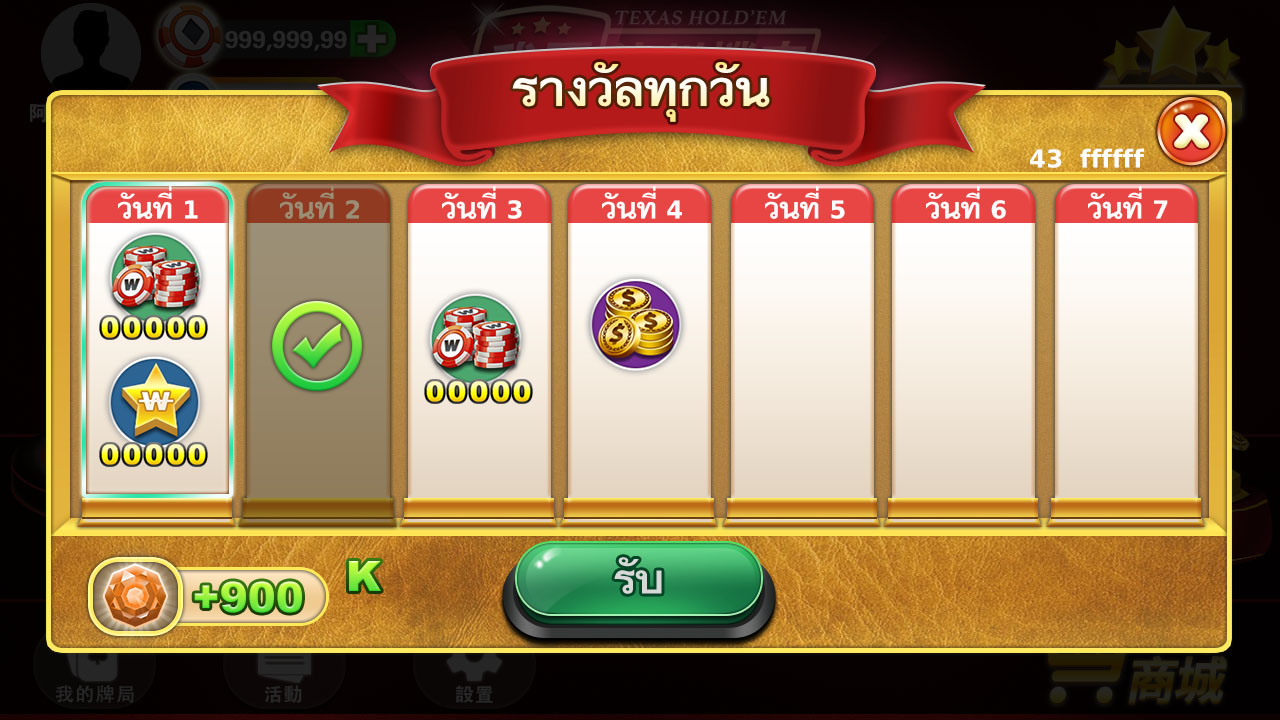 TEXAS HOLD'EM
999,999,99
รางวัลทุกวัน
43 ffffff
วันที่ 1
วันที่ 2
วันที่ 3
วันที่ 4
วันที่ 5
วันที่ 6
วันที่ 7
00000
00000
00000
+900
K
รับ
我的牌局
活動
設置
商城